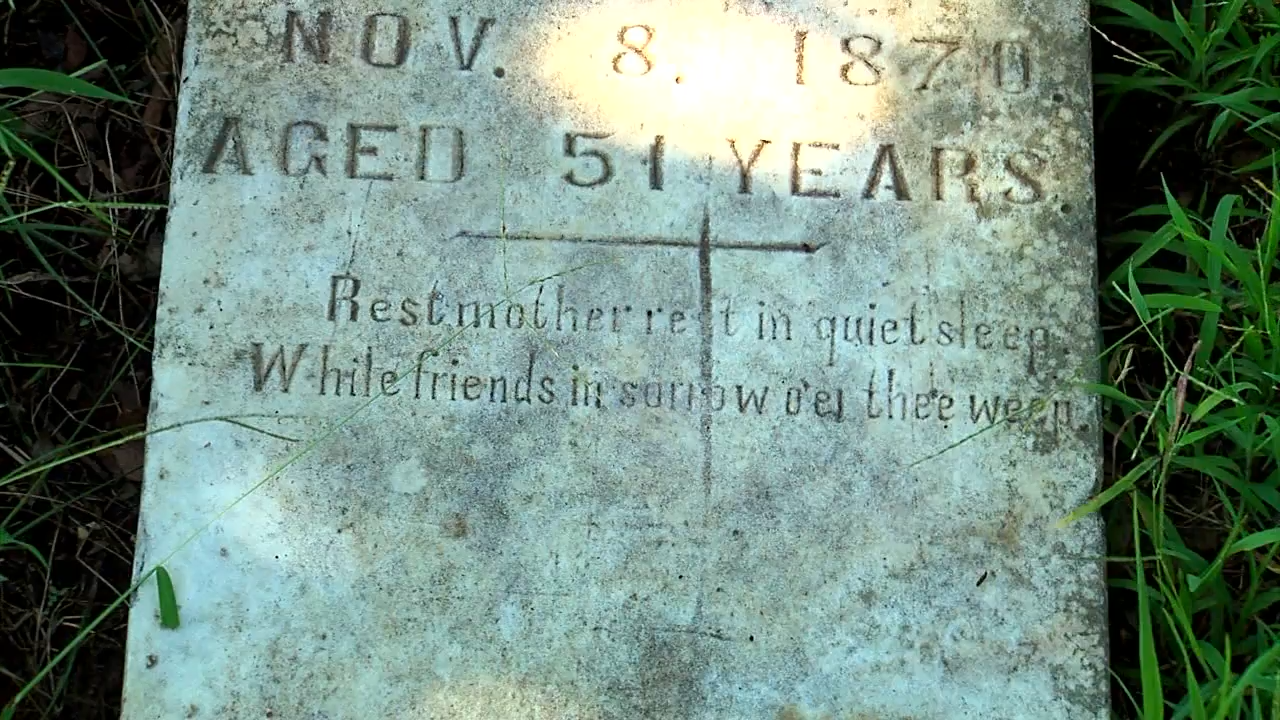 NOV. 8. 1870.
AGED 51 YEARS.
Rest mother rest in quiet sleep,
While friends in sorrow o'er thee weep.